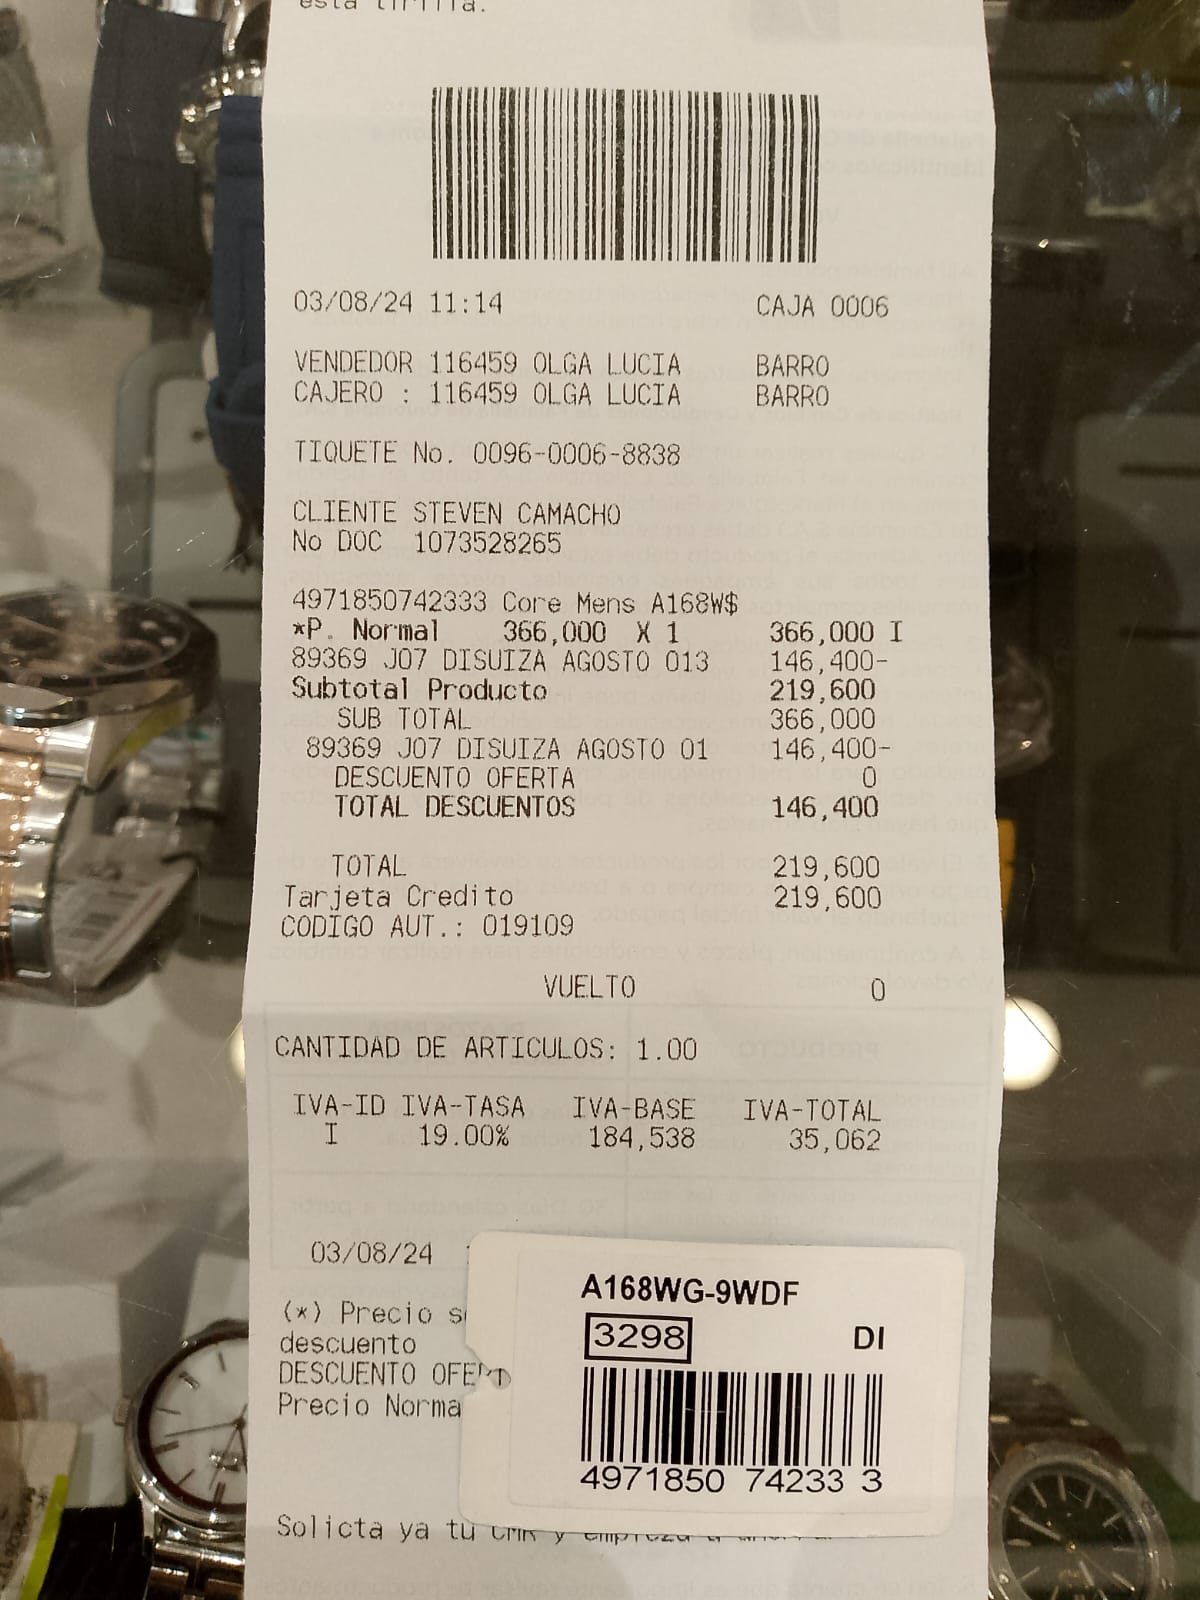 esta tirilla.
03/08/24 11:14 CAJA 0006
VENDEDOR 116459 OLGA LUCIA BARRO
CAJERO : 116459 OLGA LUCIA BARRO
TIQUETE No. 0096-0006-8838
CLIENTE STEVEN CAMACHO
No DOC 1073528265
4971850742333 Core Mens A168W$
*P. Normal 366,000 X 1 366,000 I
89369 J07 DISUIZA AGOSTO 013 146,400-
Subtotal Producto 219,600
SUB TOTAL 366,000
89369 J07 DISUIZA AGOSTO 01 146,400-
DESCUENTO OFERTA 0
TOTAL DESCUENTOS 146,400
TOTAL 219,600
Tarjeta Credito 219,600
CODIGO AUT.: 019109
VUELTO 0
CANTIDAD DE ARTICULOS: 1.00
IVA-ID IVA-TASA IVA-BASE IVA-TOTAL
I 19.00% 184,538 35,062
03/08/24
(*) Precio
descuento
DESCUENTO
Precio Norma
A168WG-9WDF
3298 DI
4971850 74233 3
Solicta ya tu CMR y empieza a